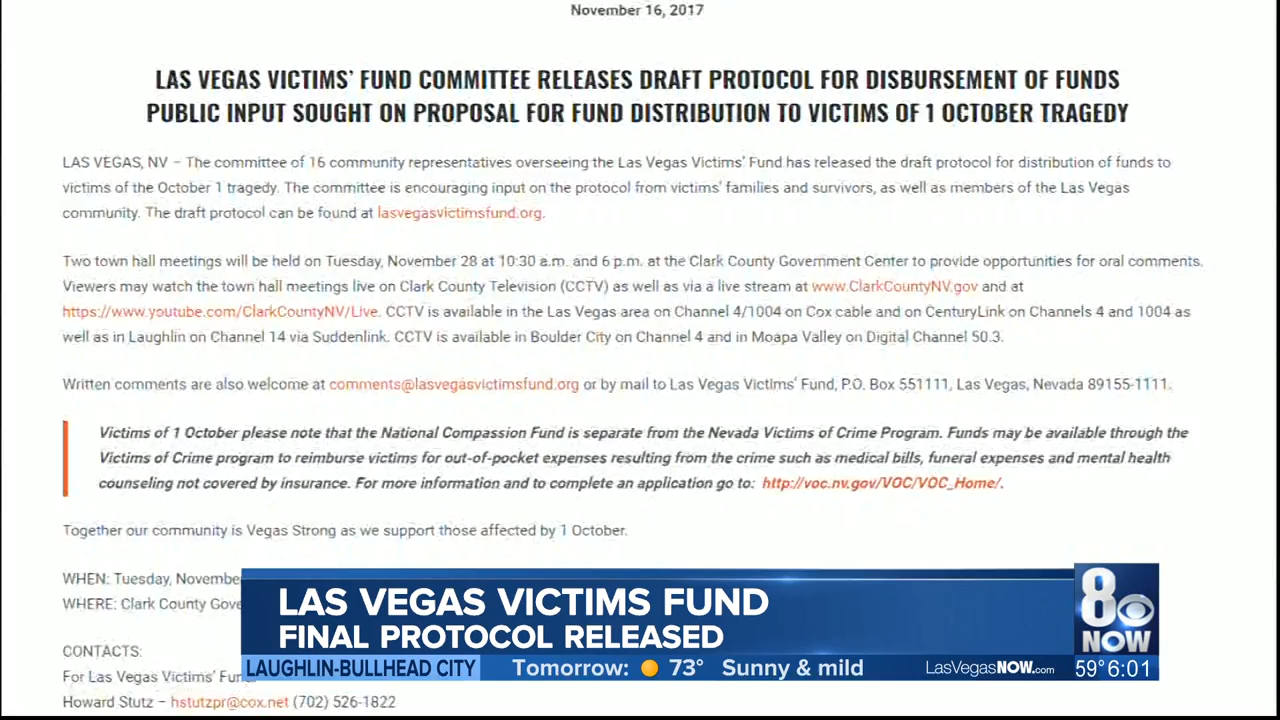 November 16, 2017
LAS VEGAS VICTIMS' FUND COMMITTEE RELEASES DRAFT PROTOCOL FOR DISBURSEMENT OF FUNDS
PUBLIC INPUT SOUGHT ON PROPOSAL FOR FUND DISTRIBUTION TO VICTIMS OF 1 OCTOBER TRAGEDY
LAS VEGAS, NV – The committee of 16 community representatives overseeing the Las Vegas Victims' Fund has released the draft protocol for distribution of funds to
victims of the October 1 tragedy. The committee is encouraging input on the protocol from victims' families and survivors, as well as members of the Las Vegas
community. The draft protocol can be found at lasvegasvictimsfund.org.
Two town hall meetings will be held on Tuesday, November 28 at 10:30 a.m. and 6 p.m. at the Clark County Government Center to provide opportunities for oral comments.
Viewers may watch the town hall meetings live on Clark County Television (CCTV) as well as via a live stream at www.ClarkCountyNV.gov and at
https://www.youtube.com/ClarkCountyNV/Live. CCTV is available in the Las Vegas area on Channel 4/1004 on Cox cable and on CenturyLink on Channels 4 and 1004 as
well as in Laughlin on Channel 14 via Suddenlink. CCTV is available in Boulder City on Channel 4 and in Moapa Valley on Digital Channel 50.3.
Written comments are also welcome at comments@lasvegasvictimsfund.org or by mail to Las Vegas Victims' Fund, P.O. Box 551111, Las Vegas, Nevada 89155-1111.
Victims of 1 October please note that the National Compassion Fund is separate from the Nevada Victims of Crime Program. Funds may be available through the
Victims of Crime program to reimburse victims for out-of-pocket expenses resulting from the crime such as medical bills, funeral expenses and mental health
counseling not covered by insurance. For more information and to complete an application go to: http://voc.nv.gov/VOC/VOC_Home/.
Together our community is Vegas Strong as we support those affected by 1 October.
WHEN: Tuesday, Novembe
WHERE: Clark County Gove
CONTACTS:
For Las Vegas Victims' Fun
Howard Stutz – hstutzpr@cox.net (702) 526-1822
LAS VEGAS VICTIMS FUND
FINAL PROTOCOL RELEASED
8 NOW
LAUGHLIN-BULLHEAD CITY Tomorrow: 73° Sunny & mild LasVegasNOW.com 59° 6:01